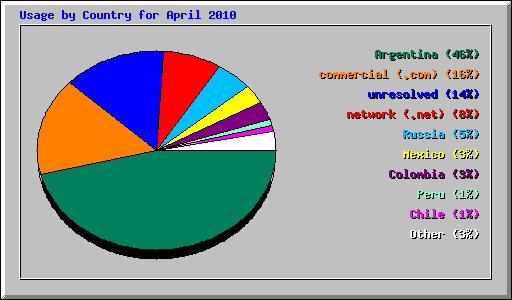 Usage by Country for April 2010
Argentina (46%)
commercial (.com) (16%)
unresolved (14%)
network (.net) (8%)
Russia (5%)
Mexico (3%)
Colombia (3%)
Peru (1%)
Chile (1%)
Other (3%)